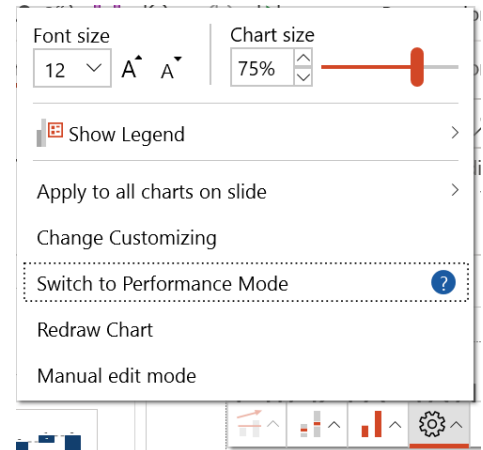 Font size
Chart size
12
A
A
75%
Show Legend
Apply to all charts on slide
Change Customizing
Switch to Performance Mode
?
Redraw Chart
Manual edit mode